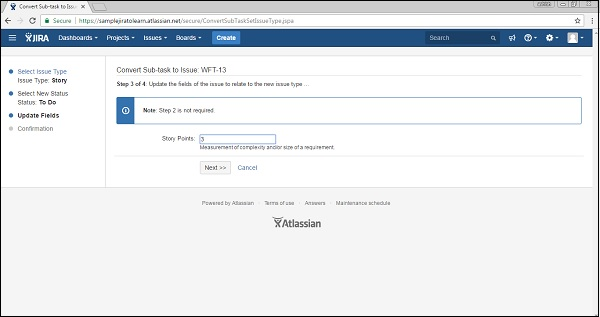 Convert Sub-task to Issu
Secure https://samplejiratolearn.atlassian.net/secure/ConvertSubTaskSetIssueType.jspa
JIRA Dashboards Projects Issues Boards Create Search
Select Issue Type
Issue Type: Story
Select New Status
Status: To Do
Update Fields
Confirmation
Convert Sub-task to Issue: WFT-13
Step 3 of 4: Update the fields of the issue to relate to the new issue type ...
Note: Step 2 is not required.
Story Points: 3
Measurement of complexity and/or size of a requirement.
Next >> Cancel
Powered by Atlassian · Terms of use · Answers · Maintenance schedule
Atlassian